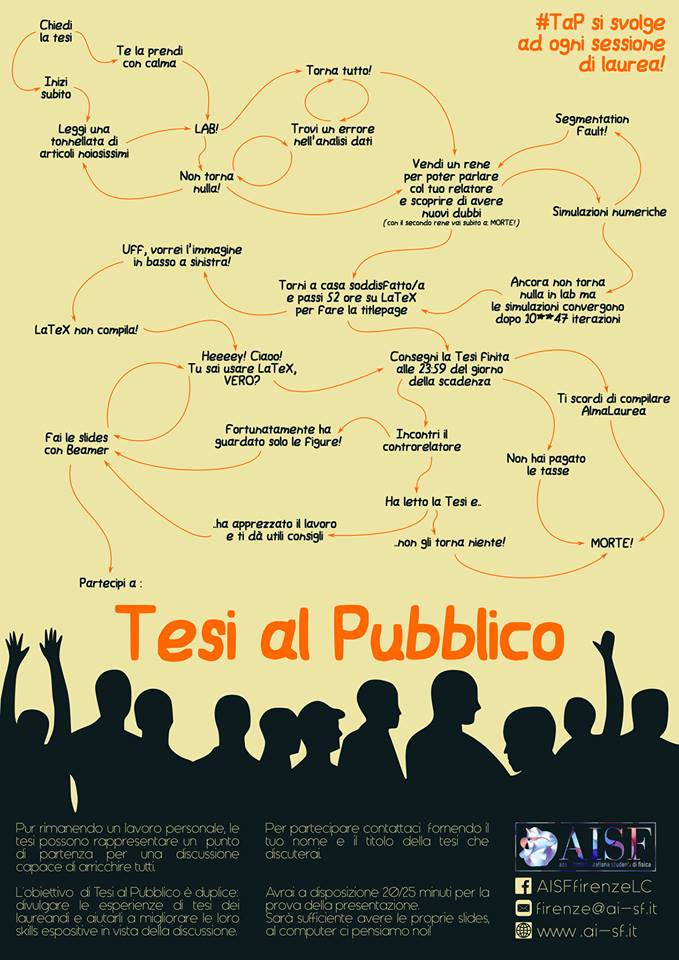 #TaP si svolge
ad ogni sessione
di laurea!
Chiedi
la tesi
Te la prendi
con calma
Inizi
subito
Leggi una
tonnellata di
articoli noiosissimi
LAB!
Torna tutto!
Trovi un errore
nell'analisi dati
Non torna
nulla!
Vendi un rene
per poter parlare
col tuo relatore
e scoprire di avere
nuovi dubbi
(con il secondo rene vai subito a: MORTE!)
Segmentation
Fault!
Simulazioni numeriche
Ancora non torna
nulla in lab ma
le simulazioni convergono
dopo 10**47 iterazioni
Torni a casa soddisfatto/a
e passi 52 ore su LaTeX
per fare la titlepage
UFF, vorrei l'immagine
in basso a sinistra!
LaTeX non compila!
Heeeey! Ciaoo!
Tu sai usare LaTeX,
VERO?
Consegni la Tesi finita
alle 23:59 del giorno
della scadenza
Ti scordi di compilare
AlmaLaurea
Non hai pagato
le tasse
Incontri il
controrelatore
Fortunatamente ha
guardato solo le figure!
Fai le slides
con Beamer
Ha letto la Tesi e..
..ha apprezzato il lavoro
e ti dà utili consigli
..non gli torna niente!
MORTE!
Partecipi a :
Tesi al Pubblico
Pur rimanendo un lavoro personale, le
tesi possono rappresentare un punto
di partenza per una discussione
capace di arricchire tutti.
L'obiettivo di Tesi al Pubblico è duplice:
divulgare le esperienze di tesi dei
laureandi e aiutarli a migliorare le loro
skills espositive in vista della discussione.
Per partecipare contattaci fornendo il
tuo nome e il titolo della tesi che
discuterai.
Avrai a disposizione 20/25 minuti per la
prova della presentazione.
Sarà sufficiente avere le proprie slides,
al computer ci pensiamo noi!
AISF
associazione italiana studenti di fisica
AISFfirenzeLC
firenze@ai-sf.it
www.ai-sf.it